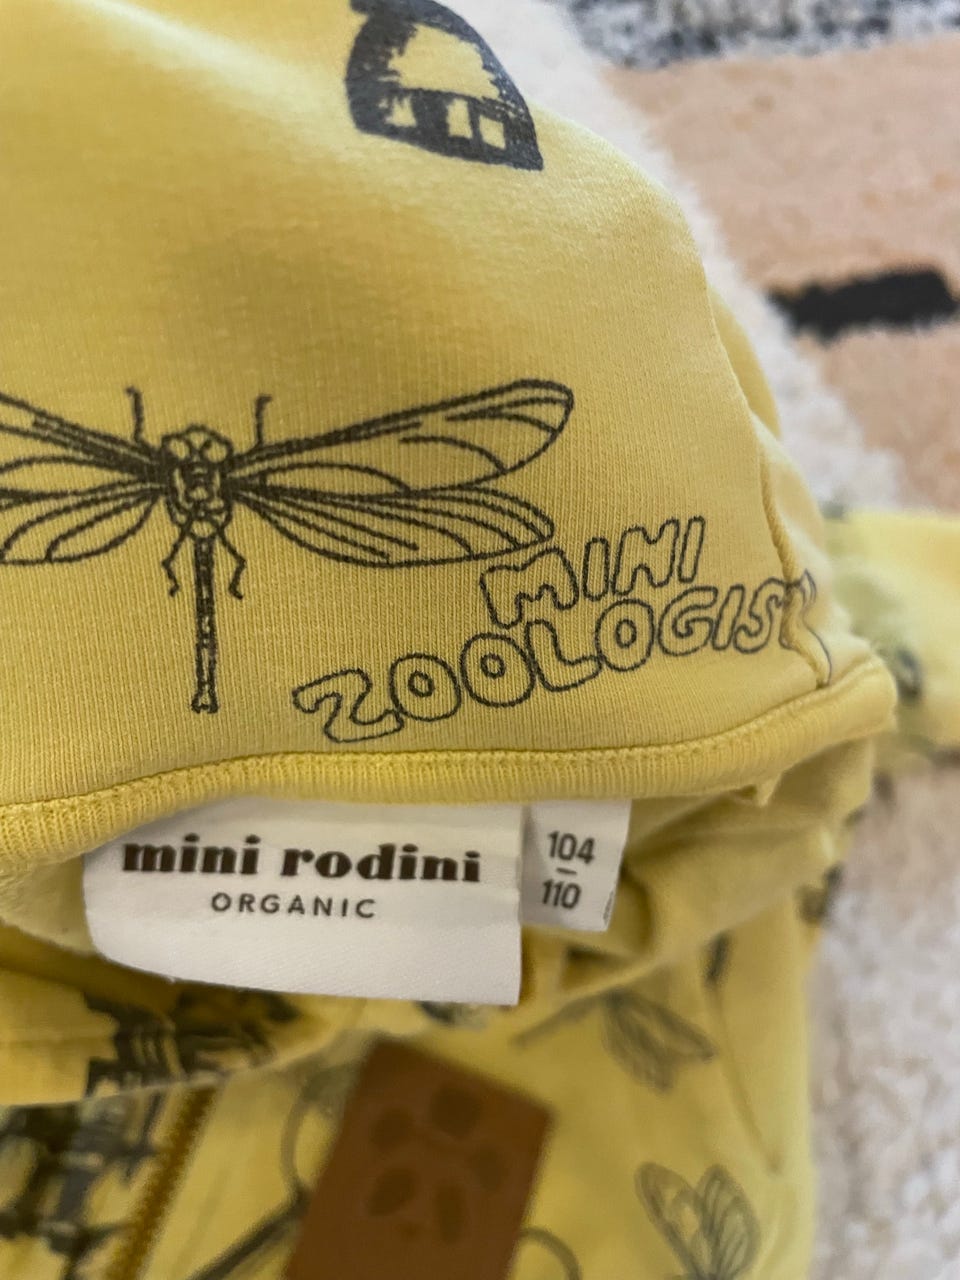 MINI
ZOOLOGIST
mini rodini
ORGANIC
104
110